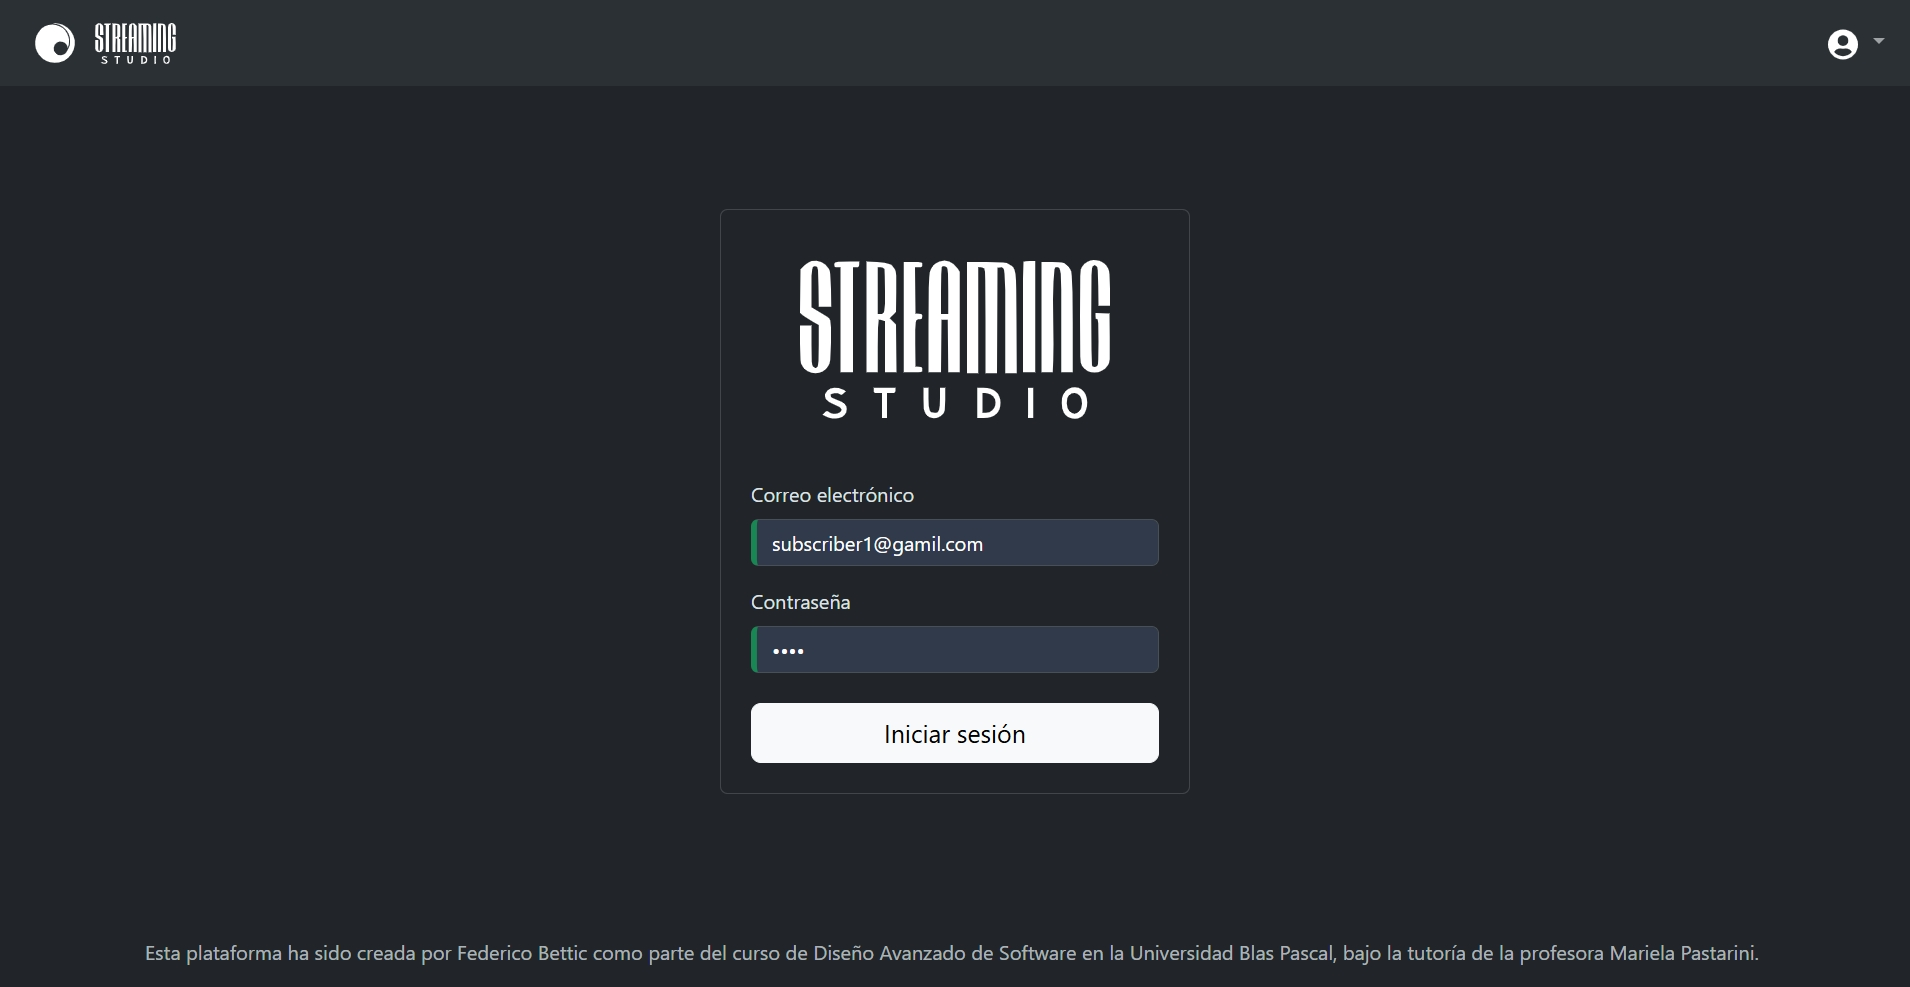 STREAMING
STUDIO
STREAMING
STUDIO
Correo electrónico
subscriber1@gamil.com
Contraseña
••••
Iniciar sesión
Esta plataforma ha sido creada por Federico Bettic como parte del curso de Diseño Avanzado de Software en la Universidad Blas Pascal, bajo la tutoría de la profesora Mariela Pastarini.